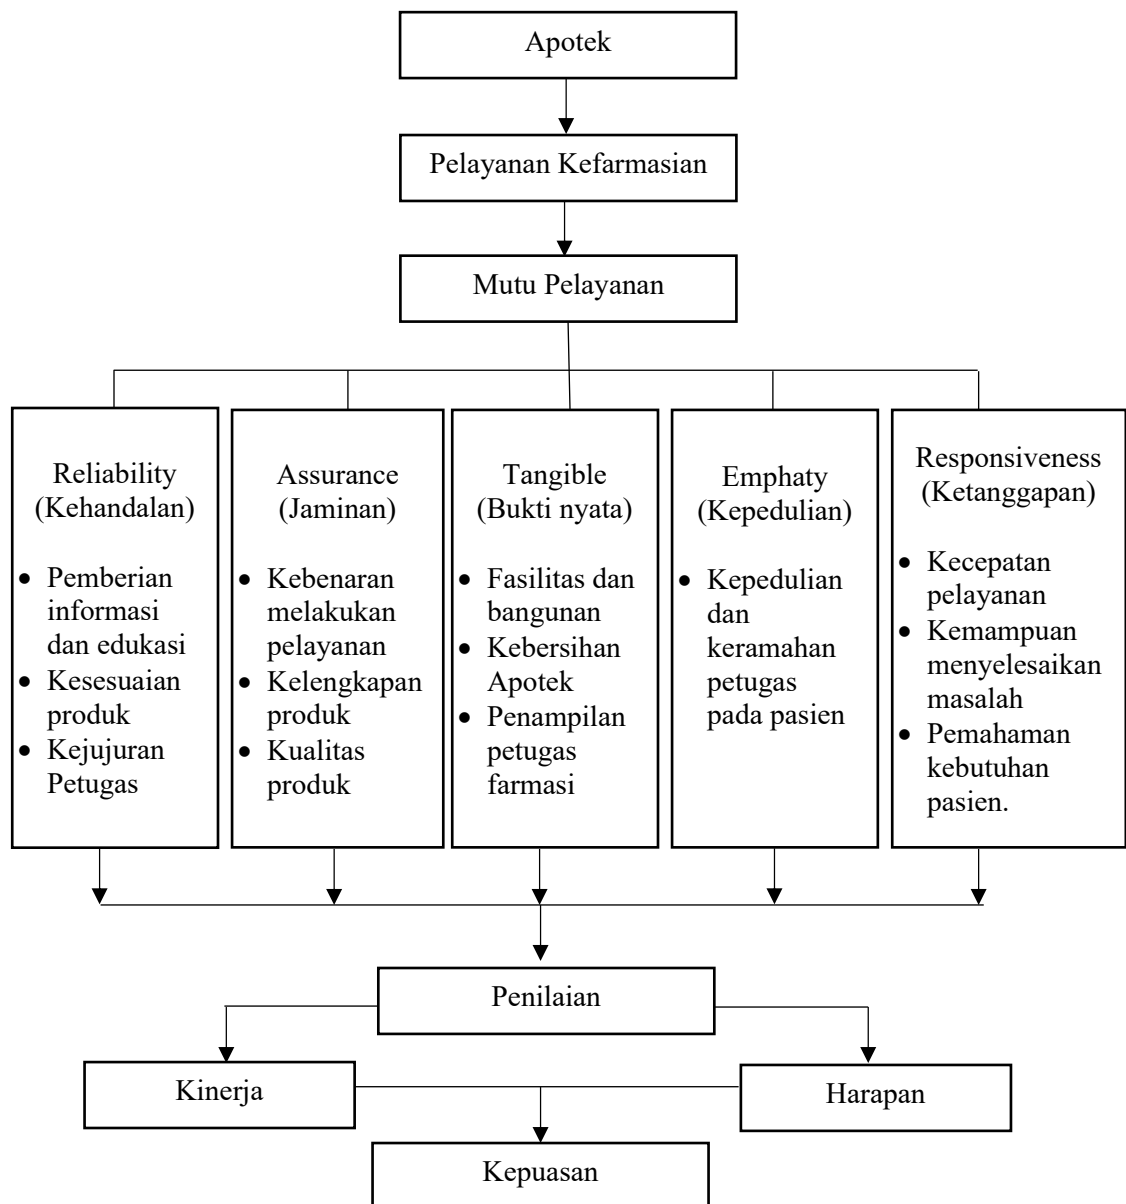 Apotek
Pelayanan Kefarmasian
Mutu Pelayanan
Reliability
(Kehandalan)
• Pemberian
informasi
dan edukasi
• Kesesuaian
produk
• Kejujuran
Petugas
Assurance
(Jaminan)
• Kebenaran
melakukan
pelayanan
• Kelengkapan
produk
• Kualitas
produk
Tangible
(Bukti nyata)
• Fasilitas dan
bangunan
• Kebersihan
Apotek
• Penampilan
petugas
farmasi
Emphaty
(Kepedulian)
• Kepedulian
dan
keramahan
petugas
pada pasien
Responsiveness
(Ketanggapan)
• Kecepatan
pelayanan
• Kemampuan
menyelesaikan
masalah
• Pemahaman
kebutuhan
pasien.
Penilaian
Kinerja
Harapan
Kepuasan